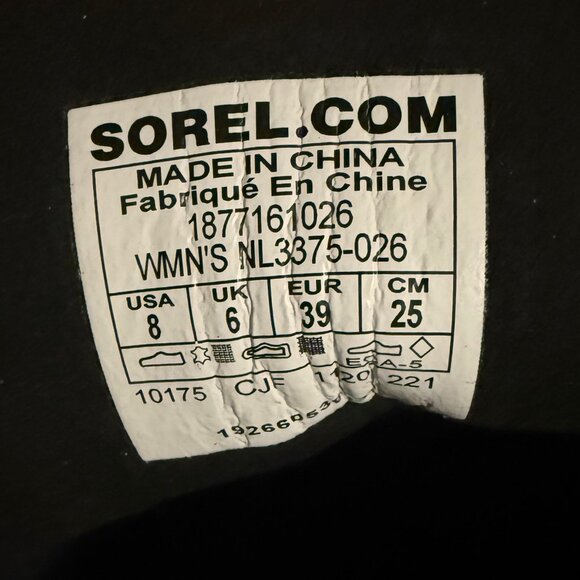 SOREL.COM
MADE IN CHINA
Fabriqué En Chine
1877161026
WMN'S NL3375-026
USA UK EUR CM
8 6 39 25
10175 CJF 221